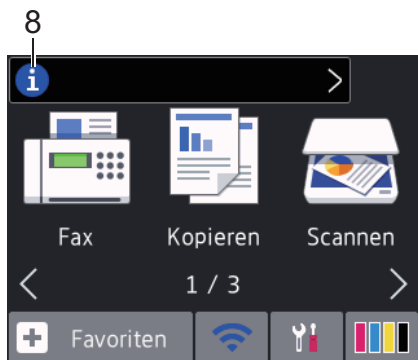 8
i
Fax Kopieren Scannen
1 / 3
Favoriten